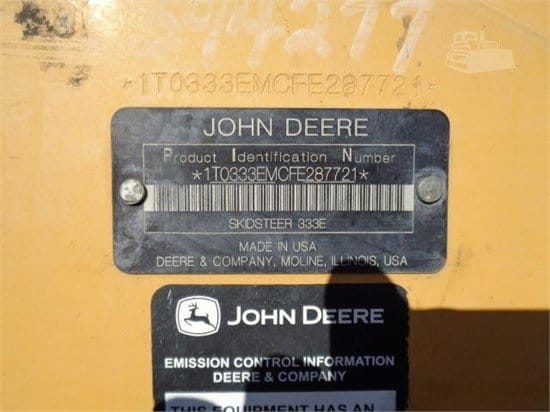 594277
*1T0333EMCFE287721*
JOHN DEERE
Product Identification Number
*1T0333EMCFE287721*
SKIDSTEER 333E
MADE IN USA
DEERE & COMPANY, MOLINE, ILLINOIS, USA
JOHN DEERE
EMISSION CONTROL INFORMATION
DEERE & COMPANY
THIS EQUIPMENT HAS AN